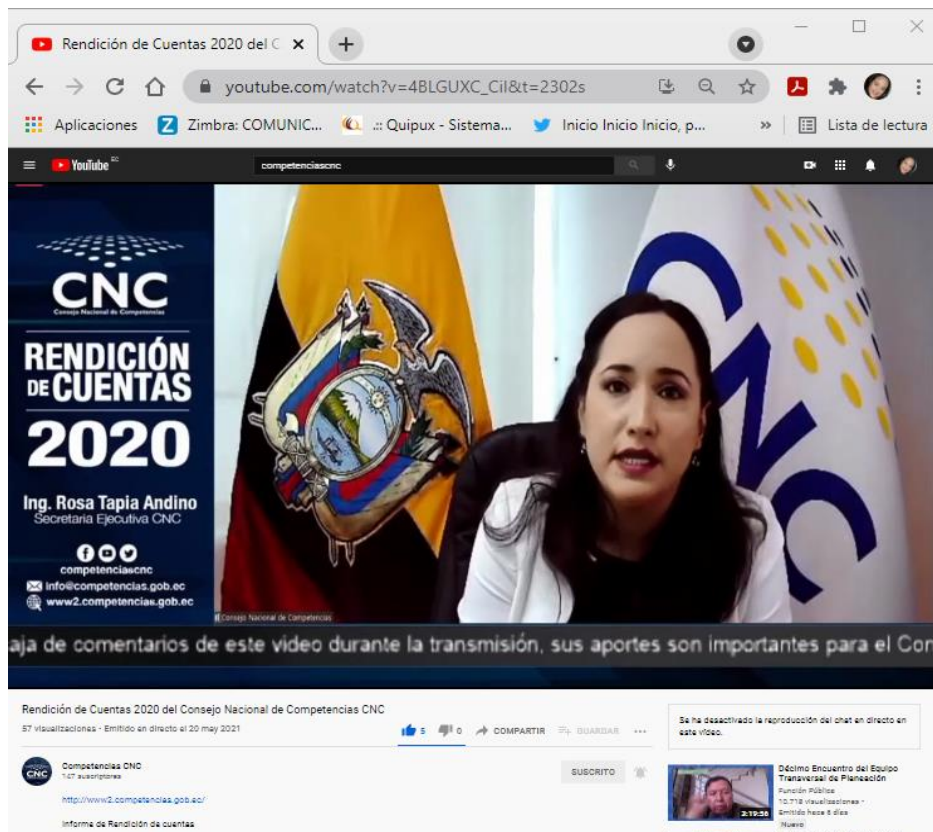 Rendición de Cuentas 2020 del C
youtube.com/watch?v=4BLGUXC_CiI&t=2302s
Aplicaciones Zimbra: COMUNIC... .:: Quipux - Sistema... Inicio Inicio Inicio, p... » Lista de lectura
YouTube EC competenciascnc
CNC
Consejo Nacional de Competencias
RENDICIÓN
DE CUENTAS
2020
Ing. Rosa Tapia Andino
Secretaria Ejecutiva CNC
competenciascnc
info@competencias.gob.ec
www2.competencias.gob.ec
CNC
Consejo Nacional de Competencias
aja de comentarios de este video durante la transmisión, sus aportes son importantes para el Con
Rendición de Cuentas 2020 del Consejo Nacional de Competencias CNC
57 visualizaciones - Emitido en directo el 20 may 2021
5 0 COMPARTIR GUARDAR ...
CNC
Competencias CNC
147 suscriptores
SUSCRITO
http://www2.competencias.gob.ec/
Informe de Rendición de cuentas
Se ha desactivado la reproducción del chat en directo en
este vídeo.
3:19:56
Décimo Encuentro del Equipo
Transversal de Planeación
Función Pública
10.718 visualizaciones -
Emitido hace 6 días
Nuevo